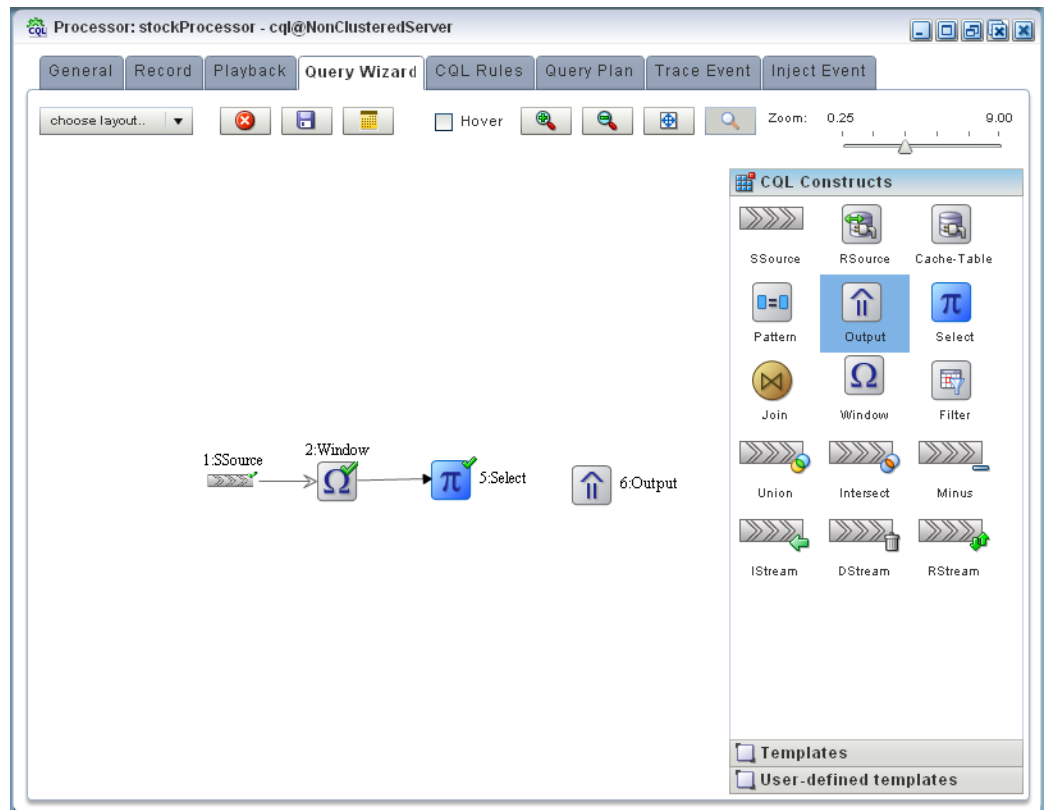 CQL Processor: stockProcessor - cql@NonClusteredServer
General Record Playback Query Wizard CQL Rules Query Plan Trace Event Inject Event
choose layout.. Hover Zoom: 0.25 9.00
CQL Constructs
SSource RSource Cache-Table
Pattern Output Select
Join Window Filter
Union Intersect Minus
IStream DStream RStream
1:SSource 2:Window 5:Select 6:Output
Templates
User-defined templates